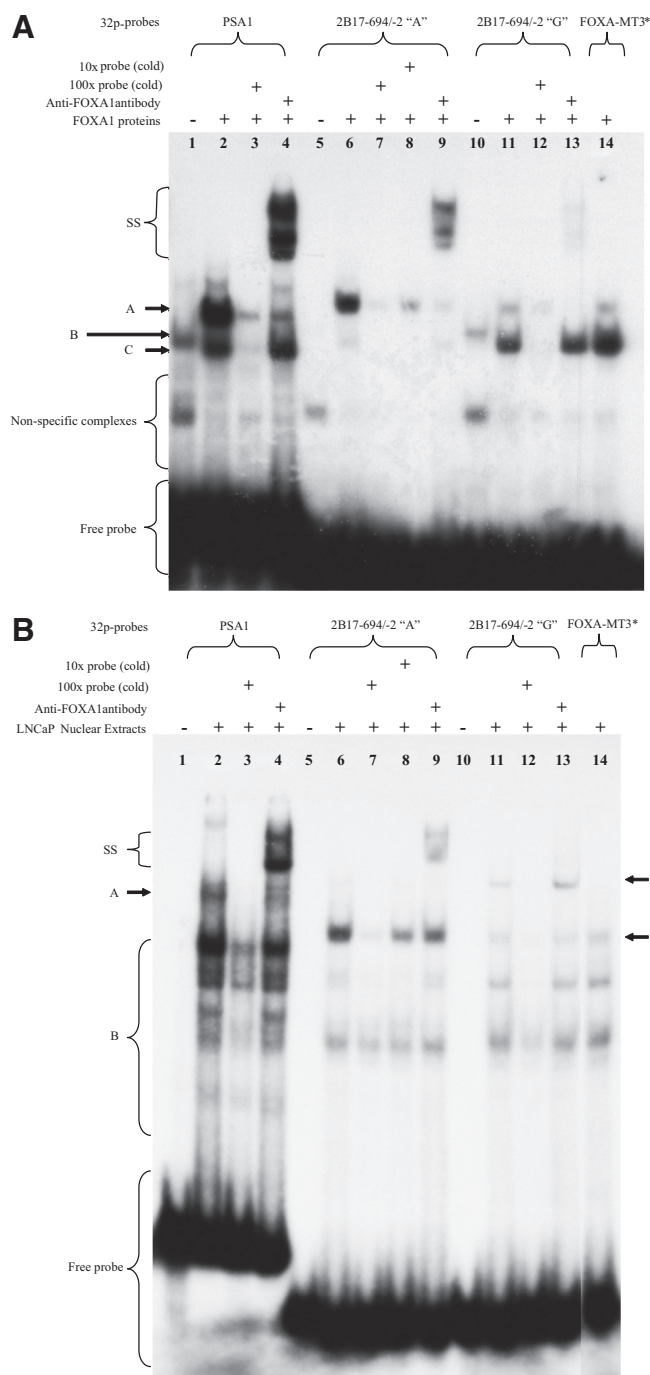 A
32p-probes PSA1 2B17-694/-2 “A” 2B17-694/-2 “G” FOXA-MT3*
10x probe (cold) +
100x probe (cold) + + +
Anti-FOXA1antibody + + +
FOXA1 proteins - + + + - + + + + - + + + +
1 2 3 4 5 6 7 8 9 10 11 12 13 14
SS
A
B
C
Non-specific complexes
Free probe
B
32p-probes PSA1 2B17-694/-2 “A” 2B17-694/-2 “G” FOXA-MT3*
10x probe (cold) +
100x probe (cold) + + +
Anti-FOXA1antibody + + +
LNCaP Nuclear Extracts - + + + - + + + + - + + + +
1 2 3 4 5 6 7 8 9 10 11 12 13 14
SS
A
B
Free probe